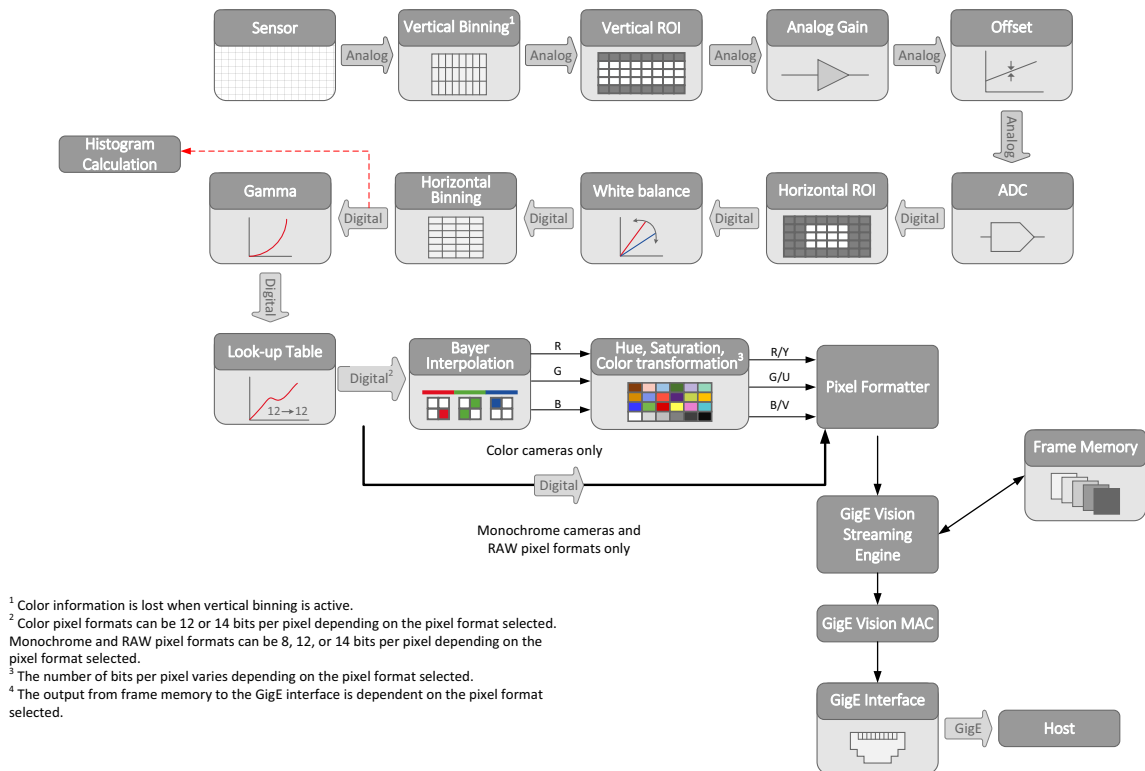 Sensor
Analog
Vertical Binning1
Analog
Vertical ROI
Analog
Analog Gain
Analog
Offset
Analog
Histogram
Calculation
Gamma
Digital
Horizontal
Binning
Digital
White balance
Digital
Horizontal ROI
Digital
ADC
Digital
Look-up Table
12→12
Digital2
Bayer
Interpolation
R
G
B
Hue, Saturation,
Color transformation3
R/Y
G/U
B/V
Pixel Formatter
Color cameras only
Digital
Monochrome cameras and
RAW pixel formats only
Frame Memory
GigE Vision
Streaming
Engine
GigE Vision MAC
GigE Interface
GigE
Host
1 Color information is lost when vertical binning is active.
2 Color pixel formats can be 12 or 14 bits per pixel depending on the pixel format selected.
Monochrome and RAW pixel formats can be 8, 12, or 14 bits per pixel depending on the
pixel format selected.
3 The number of bits per pixel varies depending on the pixel format selected.
4 The output from frame memory to the GigE interface is dependent on the pixel format
selected.